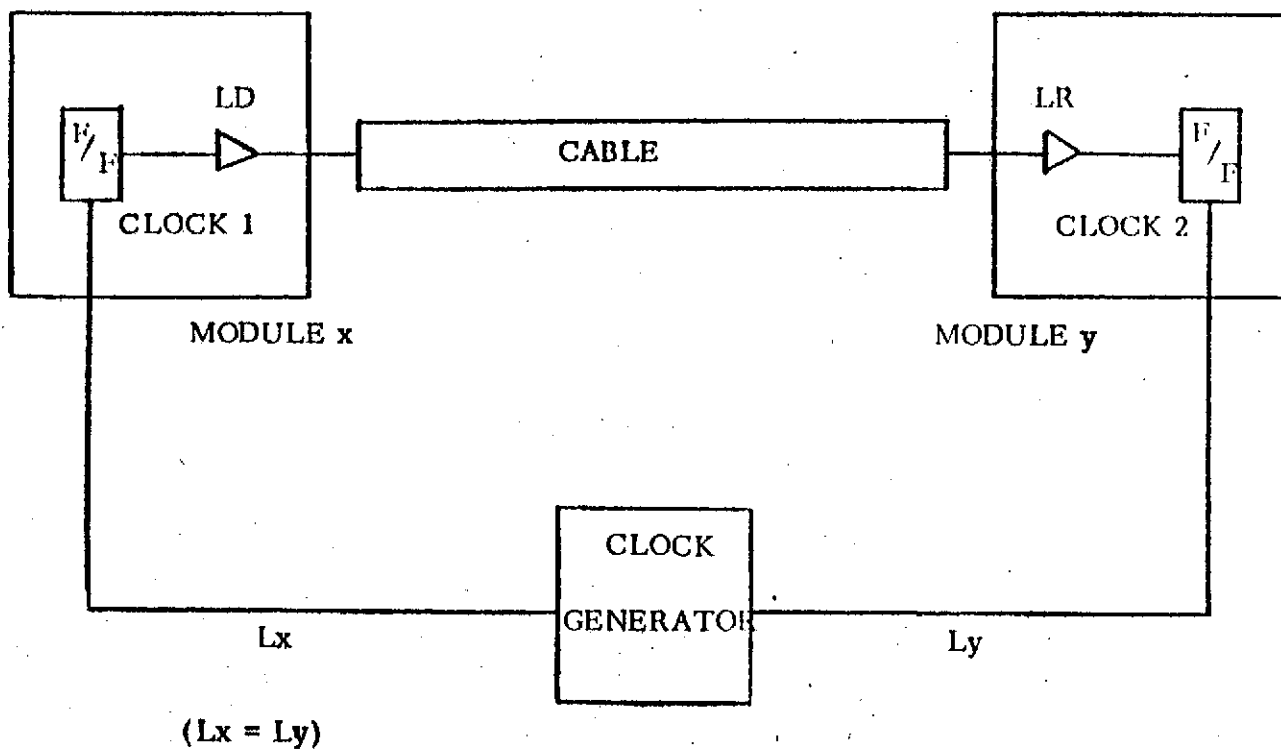 LD
LR
F/F
F/F
CABLE
CLOCK 1
CLOCK 2
MODULE x
MODULE y
CLOCK
GENERATOR
Lx
Ly
(Lx = Ly)